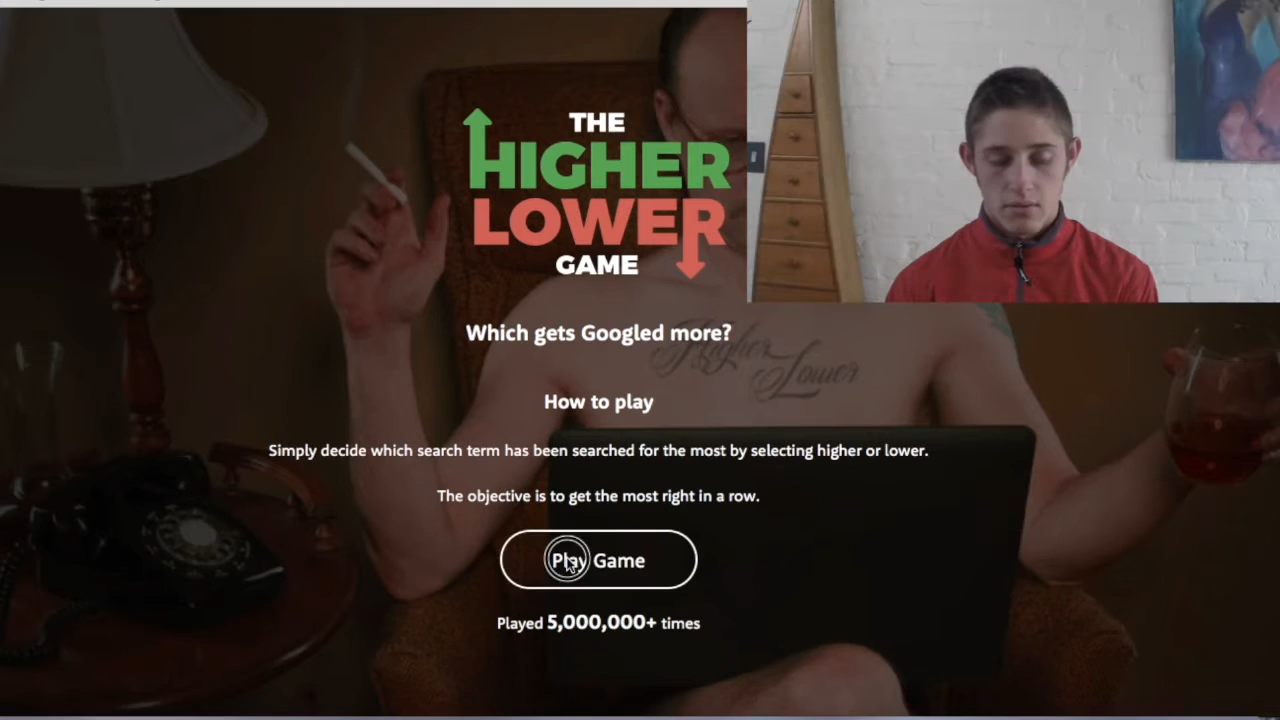 THE
HIGHER
LOWER
GAME
Which gets Googled more?
Higher
Lower
How to play
Simply decide which search term has been searched for the most by selecting higher or lower.
The objective is to get the most right in a row.
Play Game
Played 5,000,000+ times